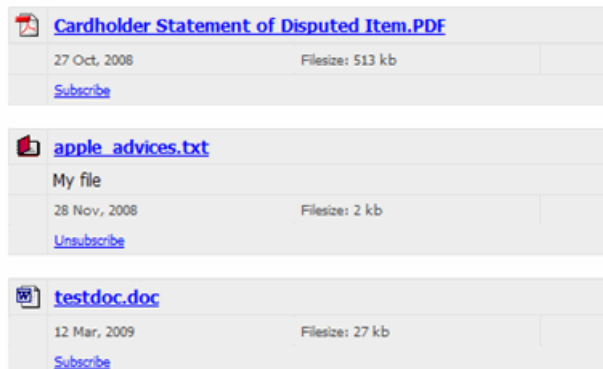 Cardholder Statement of Disputed Item.PDF
27 Oct, 2008 Filesize: 513 kb
Subscribe
apple_advices.txt
My file
28 Nov, 2008 Filesize: 2 kb
Unsubscribe
testdoc.doc
12 Mar, 2009 Filesize: 27 kb
Subscribe